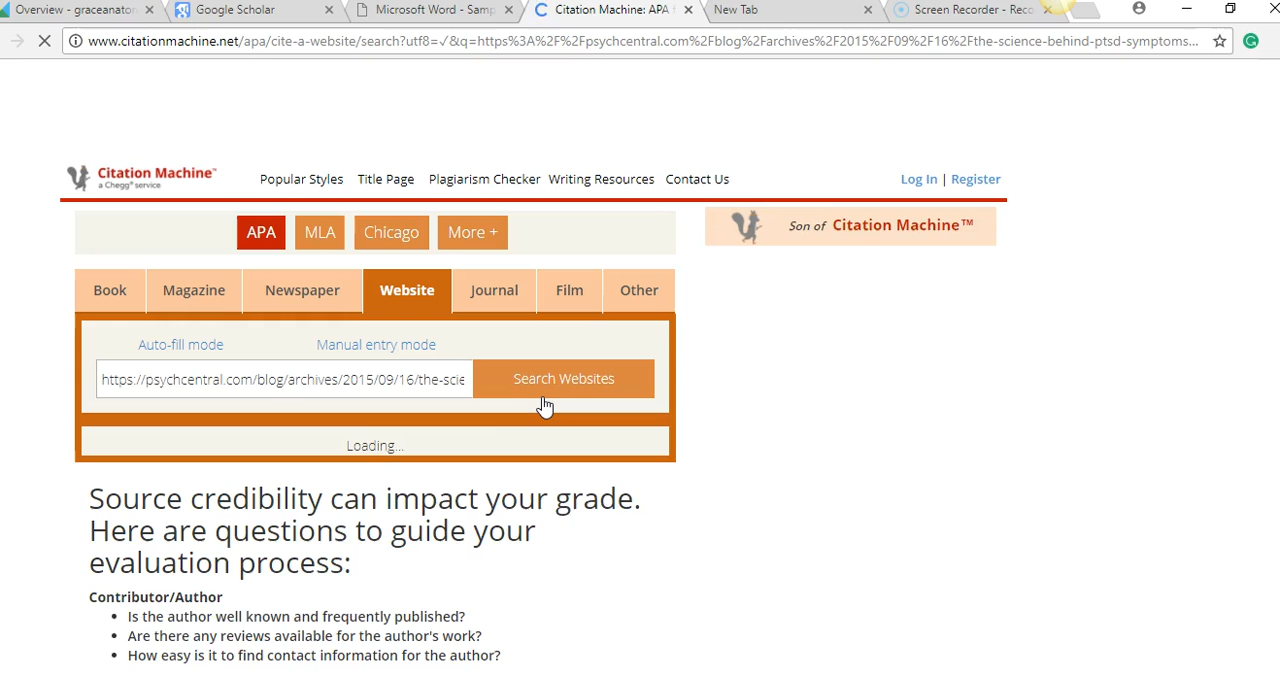 Overview - graceanator
Google Scholar
Microsoft Word - Samp
Citation Machine: APA f
New Tab
Screen Recorder - Reco
www.citationmachine.net/apa/cite-a-website/search?utf8=✓&q=https%3A%2F%2Fpsychcentral.com%2Fblog%2Farchives%2F2015%2F09%2F16%2Fthe-science-behind-ptsd-symptoms...
Citation Machine™
a Chegg® service
Popular Styles Title Page Plagiarism Checker Writing Resources Contact Us
Log In | Register
APA MLA Chicago More +
Son of Citation Machine™
Book Magazine Newspaper Website Journal Film Other
Auto-fill mode Manual entry mode
https://psychcentral.com/blog/archives/2015/09/16/the-scie
Search Websites
Loading...
Source credibility can impact your grade.
Here are questions to guide your
evaluation process:
Contributor/Author
• Is the author well known and frequently published?
• Are there any reviews available for the author's work?
• How easy is it to find contact information for the author?